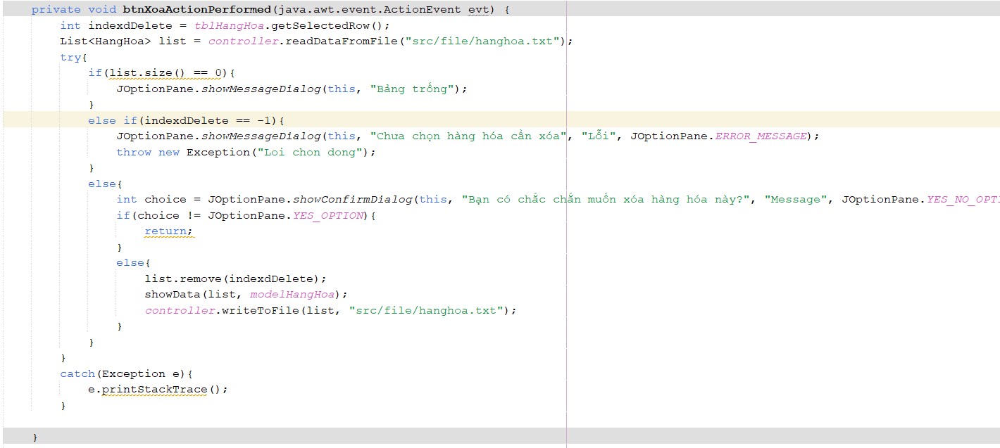 private void btnXoaActionPerformed(java.awt.event.ActionEvent evt) {
    int indexdDelete = tblHangHoa.getSelectedRow();
    List<HangHoa> list = controller.readDataFromFile("src/file/hanghoa.txt");
    try{
        if(list.size() == 0){
            JOptionPane.showMessageDialog(this, "Bảng trống");
        }
        else if(indexdDelete == -1){
            JOptionPane.showMessageDialog(this, "Chưa chọn hàng hóa cần xóa", "Lỗi", JOptionPane.ERROR_MESSAGE);
            throw new Exception("Loi chon dong");
        }
        else{
            int choice = JOptionPane.showConfirmDialog(this, "Bạn có chắc chắn muốn xóa hàng hóa này?", "Message", JOptionPane.YES_NO_OPTI
            if(choice != JOptionPane.YES_OPTION){
                return;
            }
            else{
                list.remove(indexdDelete);
                showData(list, modelHangHoa);
                controller.writeToFile(list, "src/file/hanghoa.txt");
            }
        }
    }
    catch(Exception e){
        e.printStackTrace();
    }
}